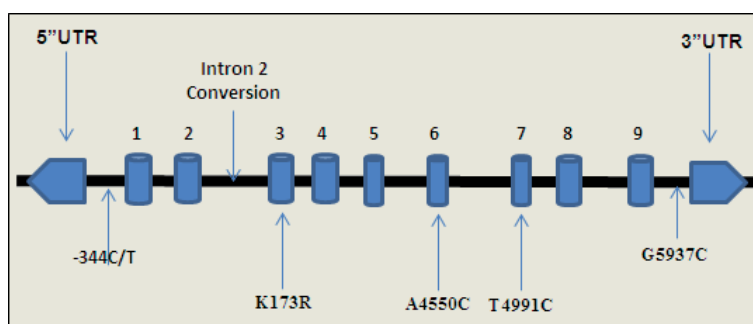 5"UTR
3"UTR
Intron 2
Conversion
1 2 3 4 5 6 7 8 9
-344C/T
G5937C
K173R A4550C T4991C